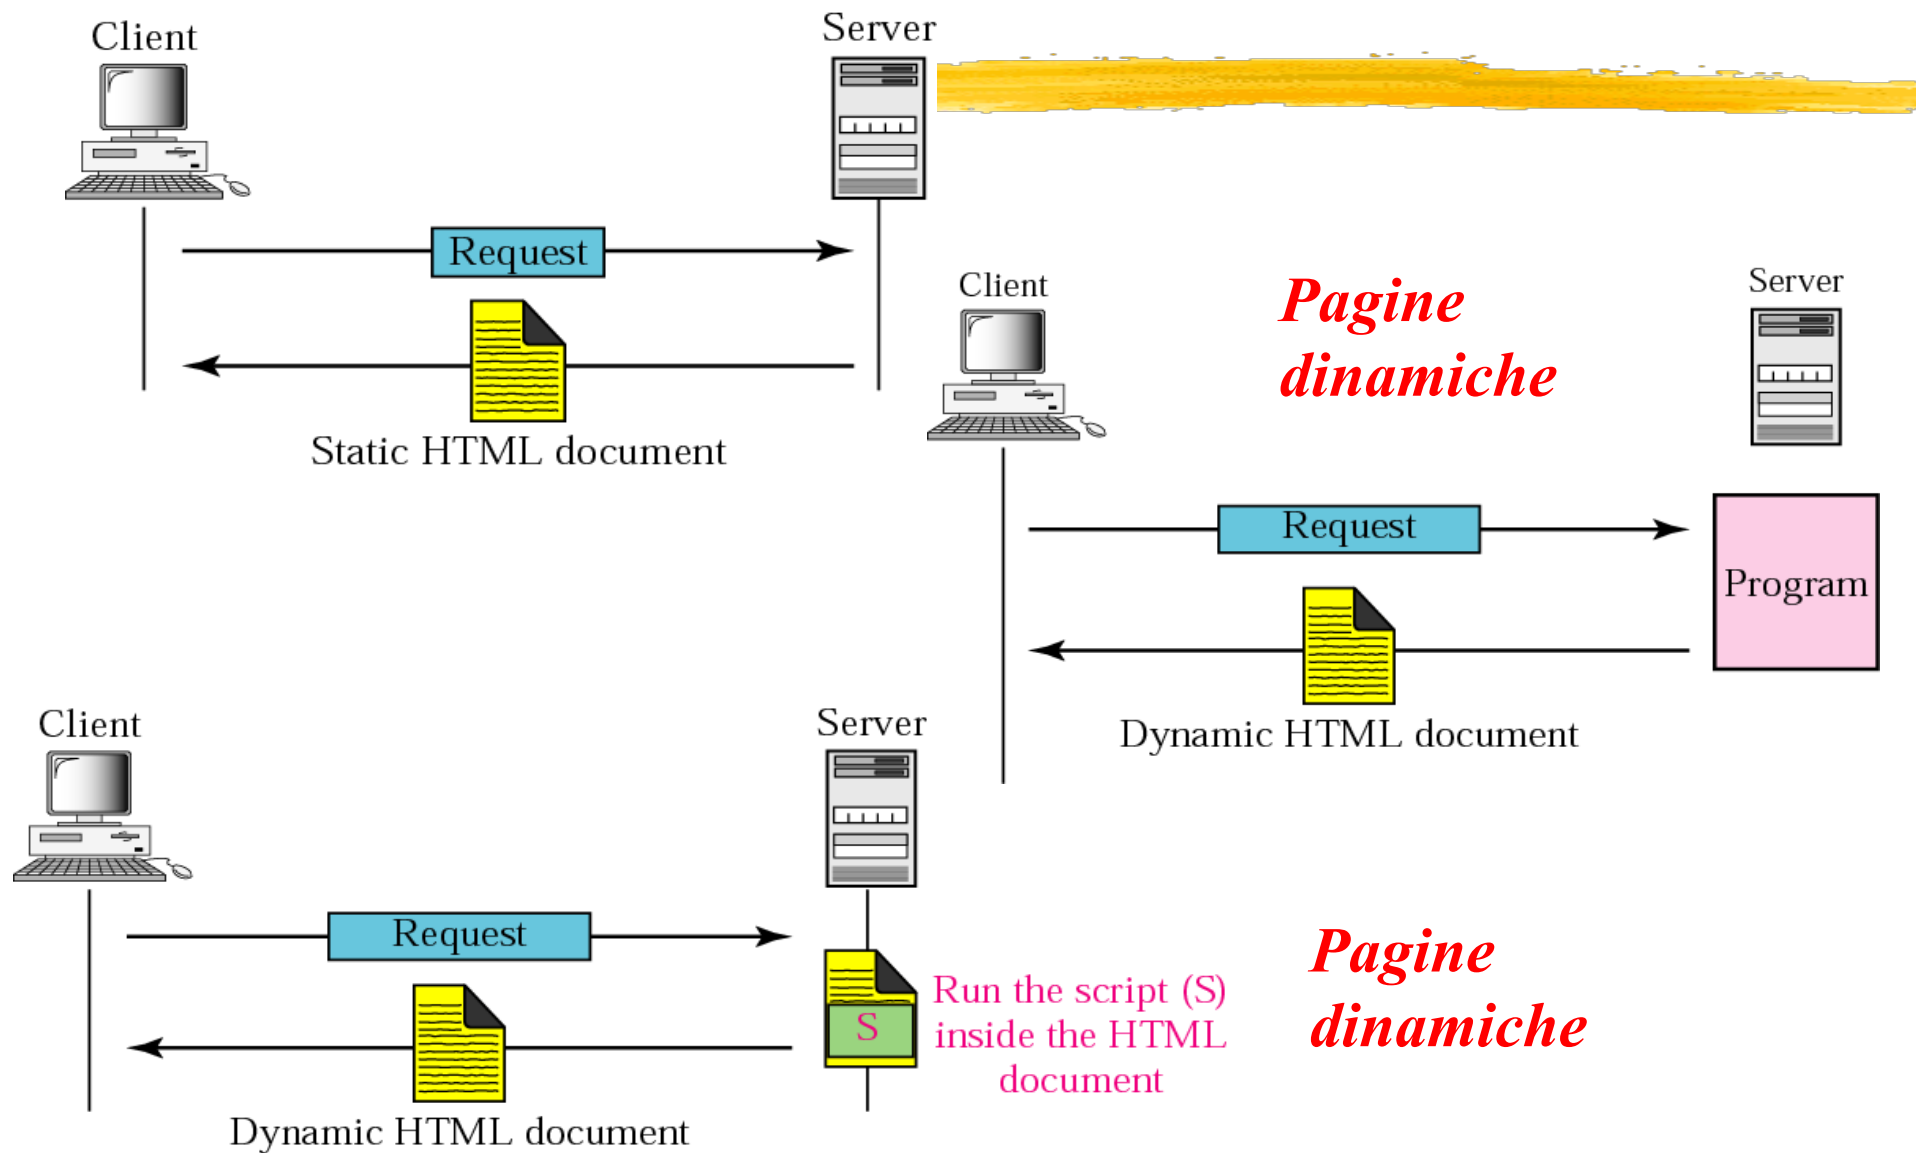 Client
Server
Request
Static HTML document
Client
Pagine
dinamiche
Server
Request
Program
Dynamic HTML document
Client
Server
Request
S
Run the script (S)
inside the HTML
document
Dynamic HTML document
Pagine
dinamiche